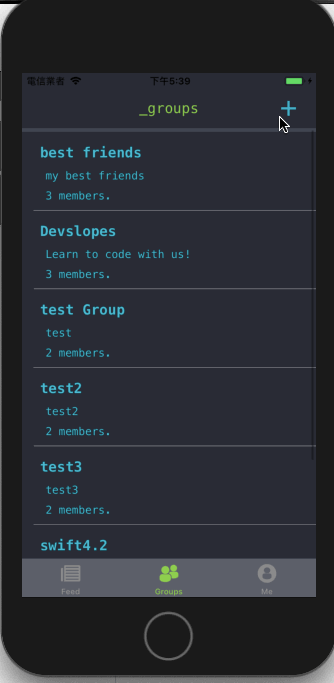 電信業者 下午5:39
_groups +
best friends
my best friends
3 members.
Devslopes
Learn to code with us!
3 members.
test Group
test
2 members.
test2
test2
2 members.
test3
test3
2 members.
swift4.2
Feed Groups Me